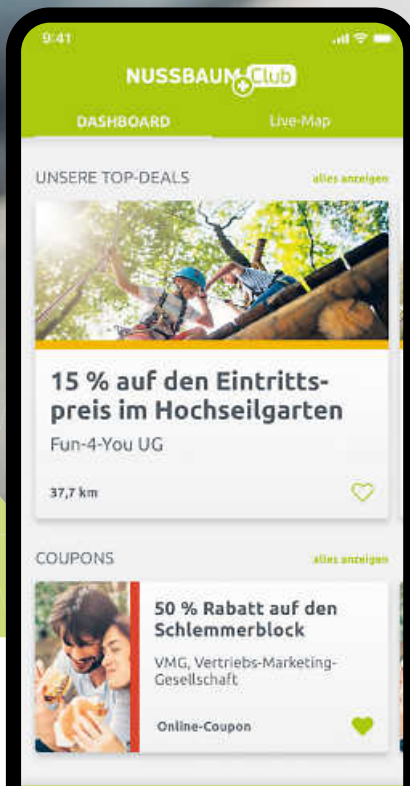 9:41
NUSSBAUM Club
DASHBOARD Live-Map
UNSERE TOP-DEALS alles anzeigen
15 % auf den Eintritts-
preis im Hochseilgarten
Fun-4-You UG
37,7 km
COUPONS alles anzeigen
50 % Rabatt auf den
Schlemmerblock
VMG, Vertriebs-Marketing-
Gesellschaft
Online-Coupon